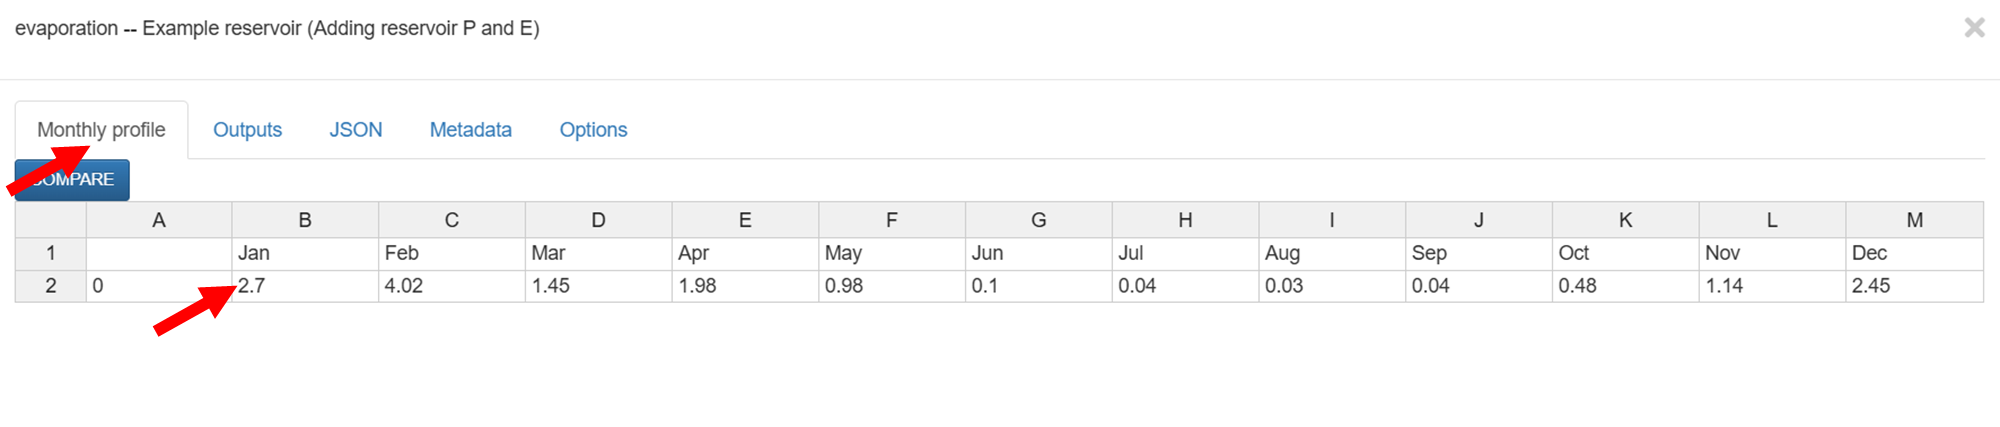 evaporation -- Example reservoir (Adding reservoir P and E)
Monthly profile Outputs JSON Metadata Options
COMPARE
A B C D E F G H I J K L M
1 Jan Feb Mar Apr May Jun Jul Aug Sep Oct Nov Dec
2 0 2.7 4.02 1.45 1.98 0.98 0.1 0.04 0.03 0.04 0.48 1.14 2.45